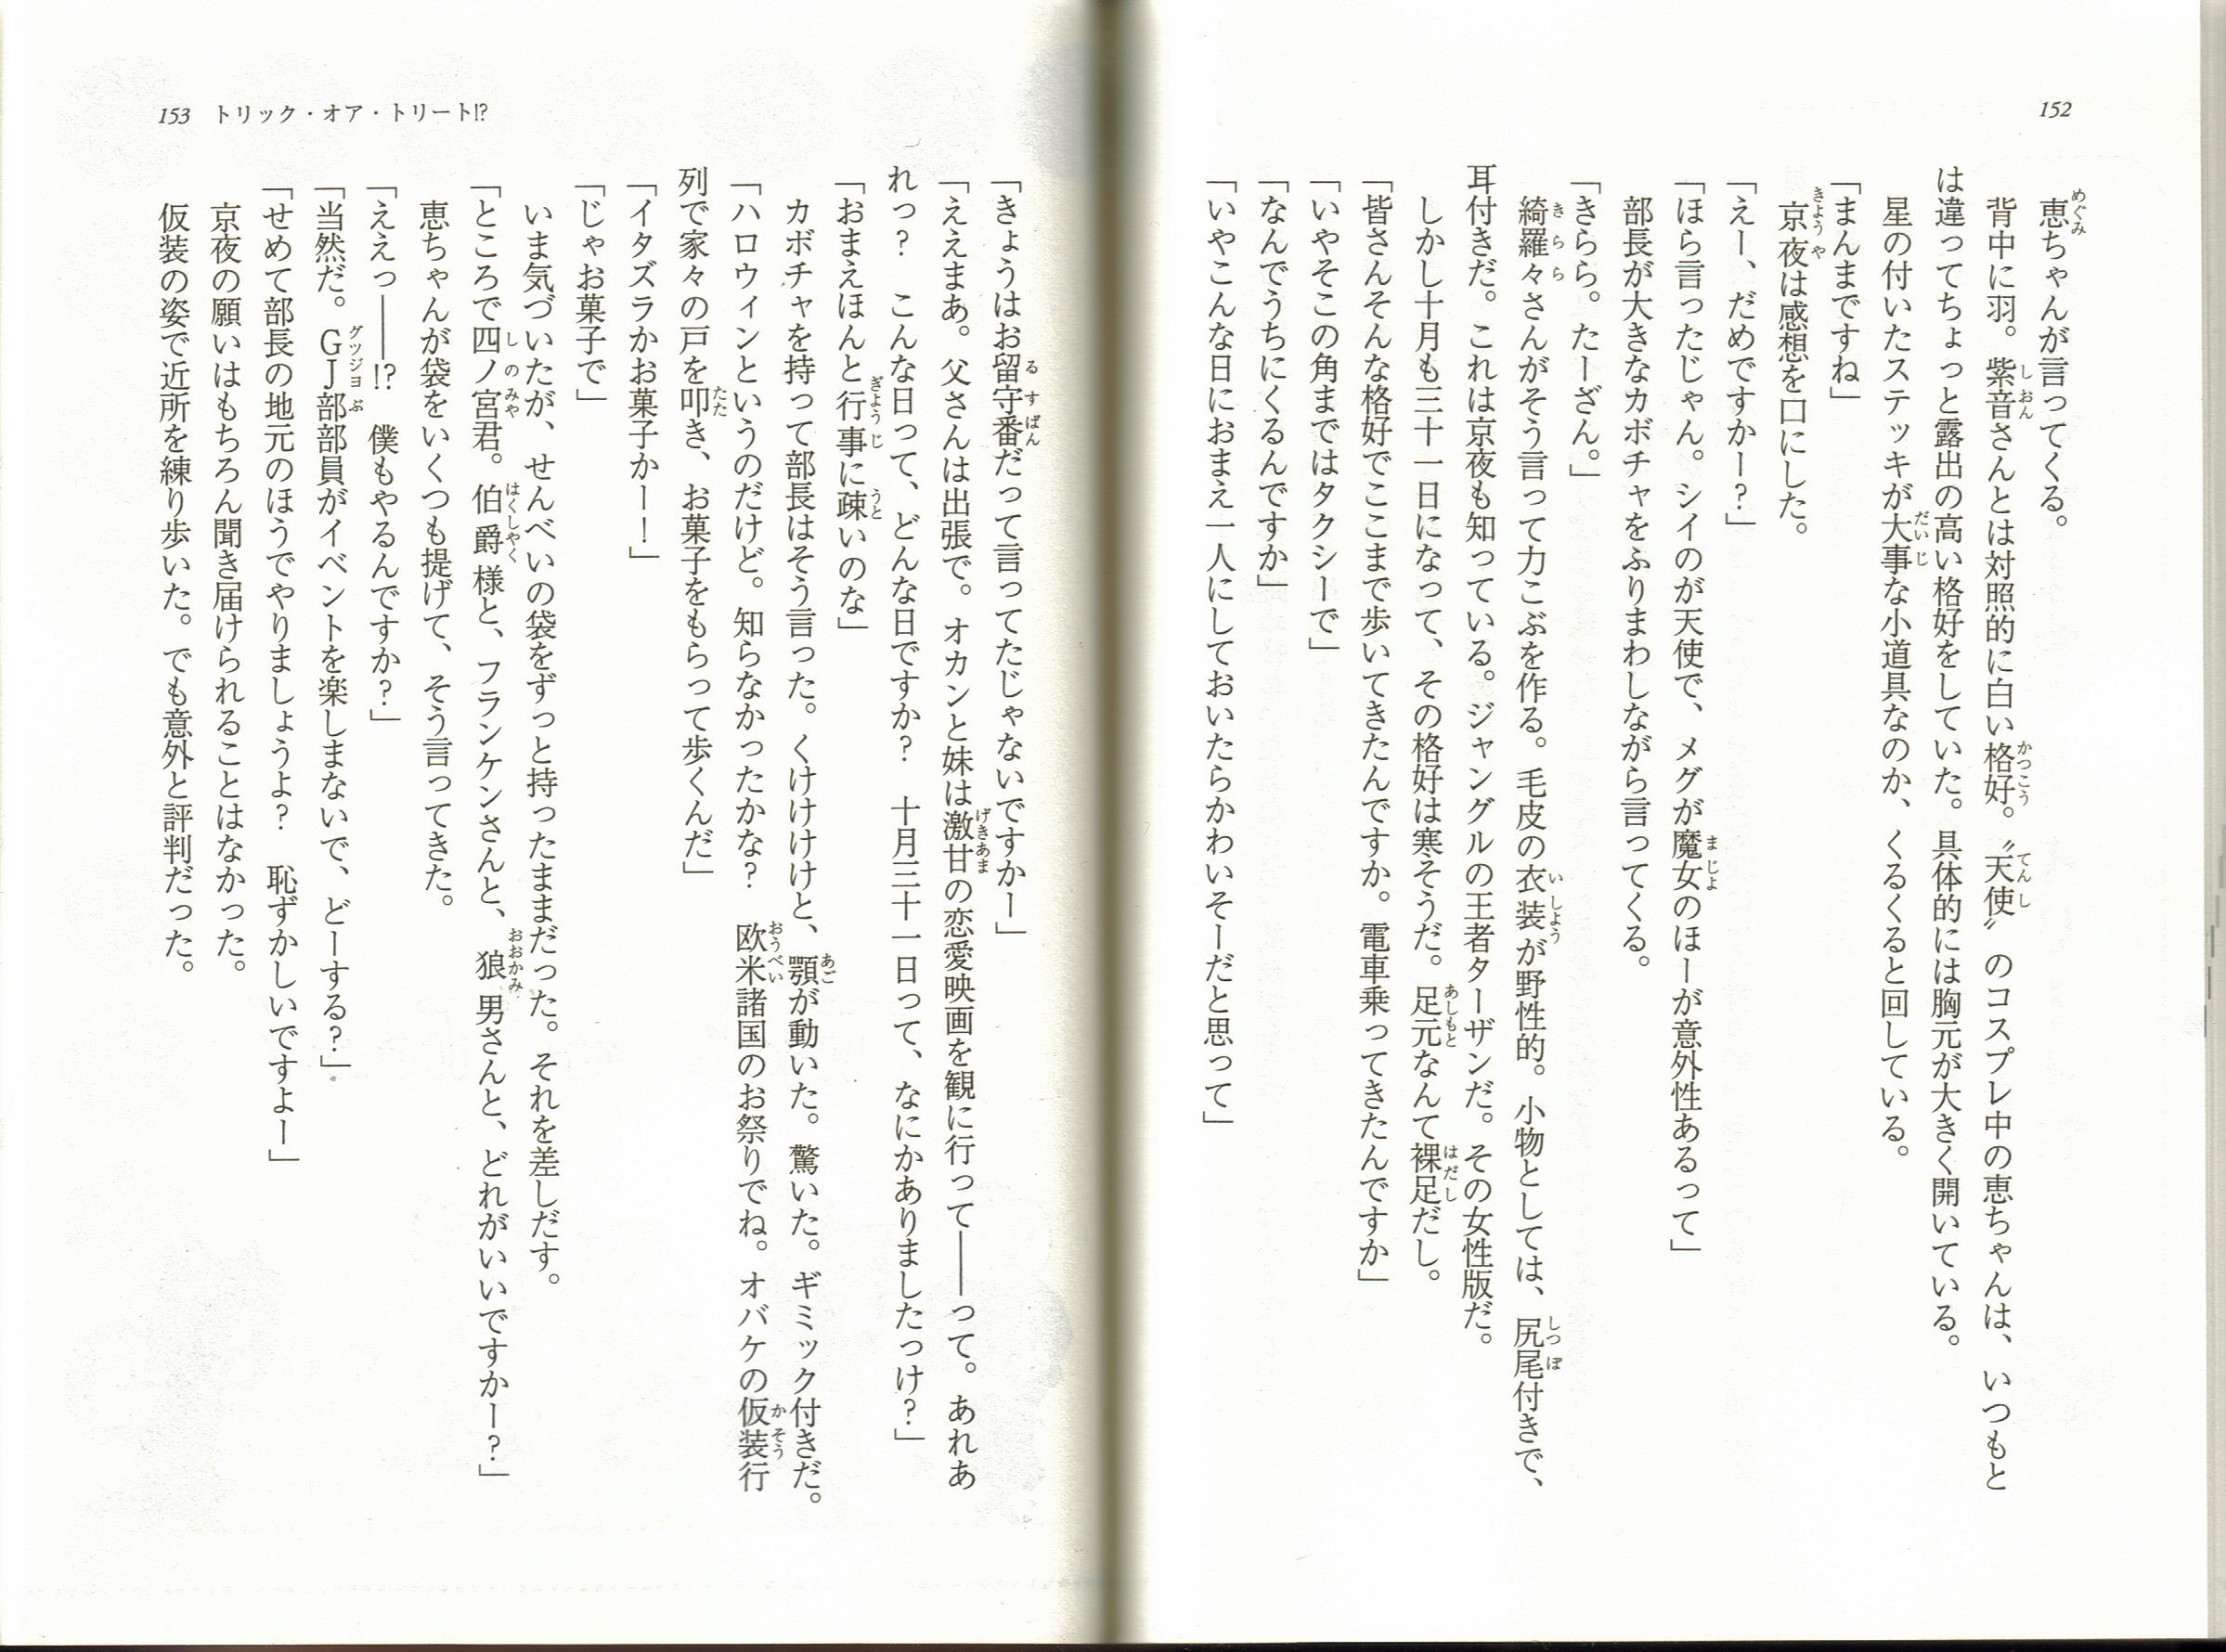 152
恵ちゃんが言ってくる。
背中に羽。紫音さんとは対照的に白い格好。〝天使〟のコスプレ中の恵ちゃんは、いつもと
は違ってちょっと露出の高い格好をしていた。具体的には胸元が大きく開いている。
星の付いたステッキが大事な小道具なのか、くるくると回している。
「まんまですね」
京夜は感想を口にした。
「えー、だめですかー?」
「ほら言ったじゃん。シイのが天使で、メグが魔女のほーが意外性あるって」
部長が大きなカボチャをふりまわしながら言ってくる。
「きらら。たーざん。」
綺羅々さんがそう言って力こぶを作る。毛皮の衣装が野性的。小物としては、尻尾付きで、
耳付きだ。これは京夜も知っている。ジャングルの王者ターザンだ。その女性版だ。
しかし十月も三十一日になって、その格好は寒そうだ。足元なんて裸足だし。
「皆さんそんな格好でここまで歩いてきたんですか。電車乗ってきたんですか」
「いやそこの角まではタクシーで」
「なんでうちにくるんですか」
「いやこんな日におまえ一人にしておいたらかわいそーだと思って」
153 トリック・オア・トリート!?
「きょうはお留守番だって言ってたじゃないですかー」
「ええまあ。父さんは出張で。オカンと妹は激甘の恋愛映画を観に行って――って。あれあ
れっ? こんな日って、どんな日ですか? 十月三十一日って、なにかありましたっけ?」
「おまえほんと行事に疎いのな」
カボチャを持って部長はそう言った。くけけけけと、顎が動いた。驚いた。ギミック付きだ。
「ハロウィンというのだけど。知らなかったかな? 欧米諸国のお祭りでね。オバケの仮装行
列で家々の戸を叩き、お菓子をもらって歩くんだ」
「イタズラかお菓子かー!」
「じゃお菓子で」
いま気づいたが、せんべいの袋をずっと持ったままだった。それを差しだす。
「ところで四ノ宮君。伯爵様と、フランケンさんと、狼男さんと、どれがいいですかー?」
恵ちゃんが袋をいくつも提げて、そう言ってきた。
「ええっ――!? 僕もやるんですか?」
「当然だ。GJ部部員がイベントを楽しまないで、どーする?」
「せめて部長の地元のほうでやりましょうよ? 恥ずかしいですよー」
京夜の願いはもちろん聞き届けられることはなかった。
仮装の姿で近所を練り歩いた。でも意外と評判だった。